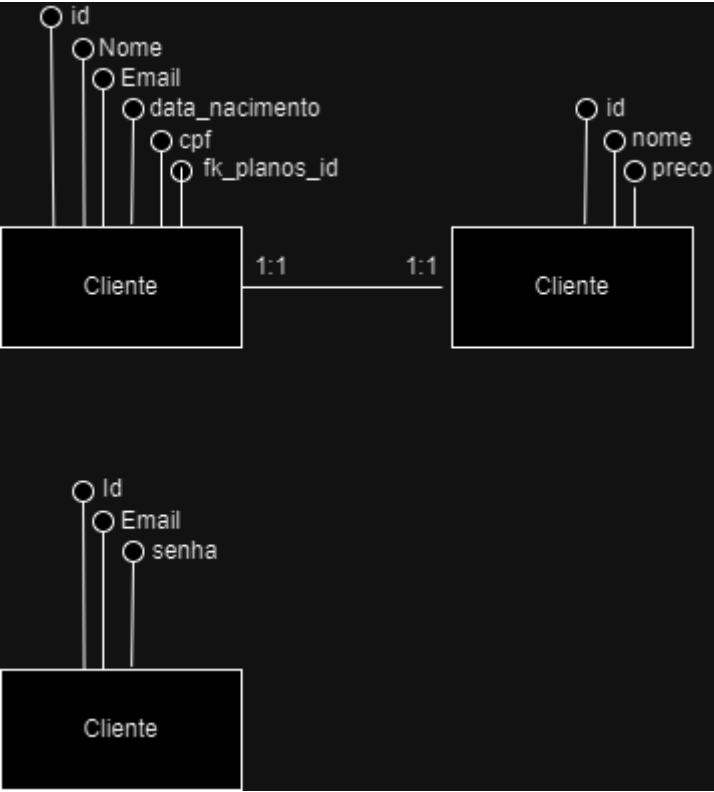 id
Nome
Email
data_nacimento
cpf
fk_planos_id
Cliente
1:1
1:1
id
nome
preco
Cliente
Id
Email
senha
Cliente